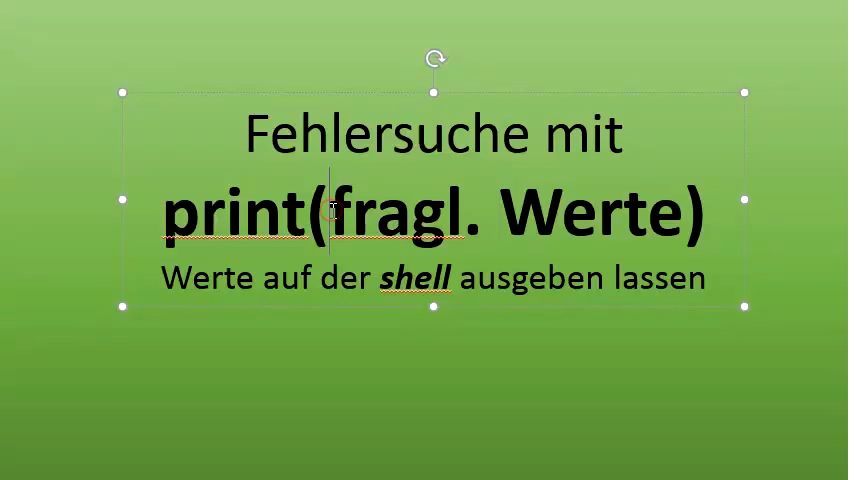 Fehlersuche mit
print(fragl. Werte)
Werte auf der shell ausgeben lassen